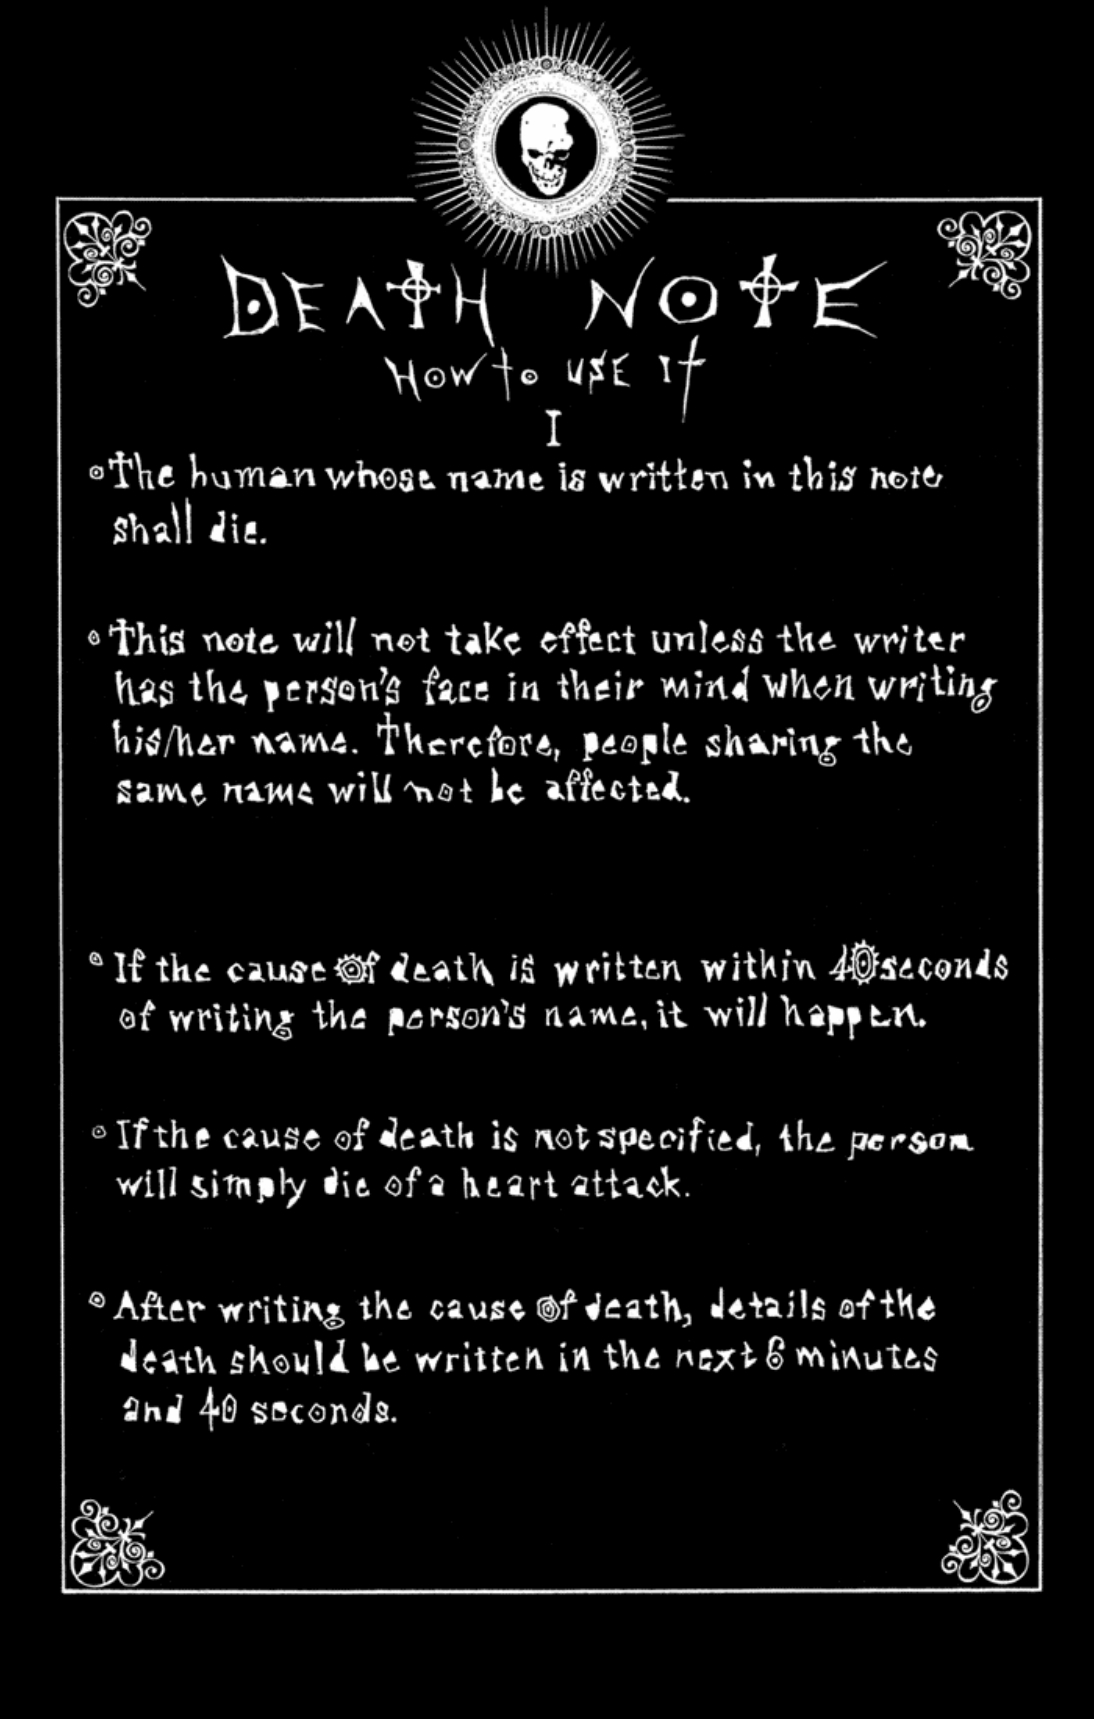 DEATH NOTE
HOW to USE It
I
The human whose name is written in this note
shall die.
This note will not take effect unless the writer
has the person's face in their mind when writing
his/her name. Therefore, people sharing the
same name will not be affected.
If the cause of death is written within 40 seconds
of writing the person's name, it will happen.
If the cause of death is not specified, the person
will simply die of a heart attack.
After writing the cause of death, details of the
death should be written in the next 6 minutes
and 40 seconds.